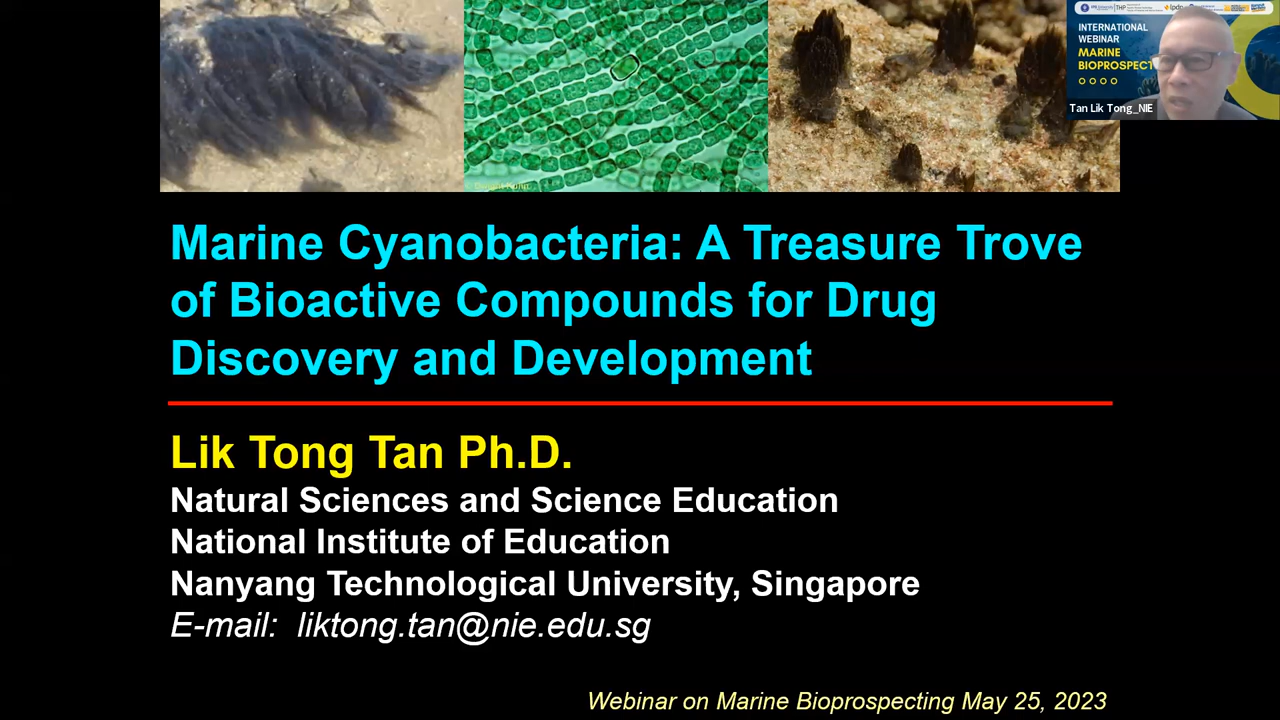 INTERNATIONAL
WEBINAR
MARINE
BIOPROSPECT
Tan Lik Tong_NIE
Marine Cyanobacteria: A Treasure Trove
of Bioactive Compounds for Drug
Discovery and Development
Lik Tong Tan Ph.D.
Natural Sciences and Science Education
National Institute of Education
Nanyang Technological University, Singapore
E-mail: liktong.tan@nie.edu.sg
Webinar on Marine Bioprospecting May 25, 2023